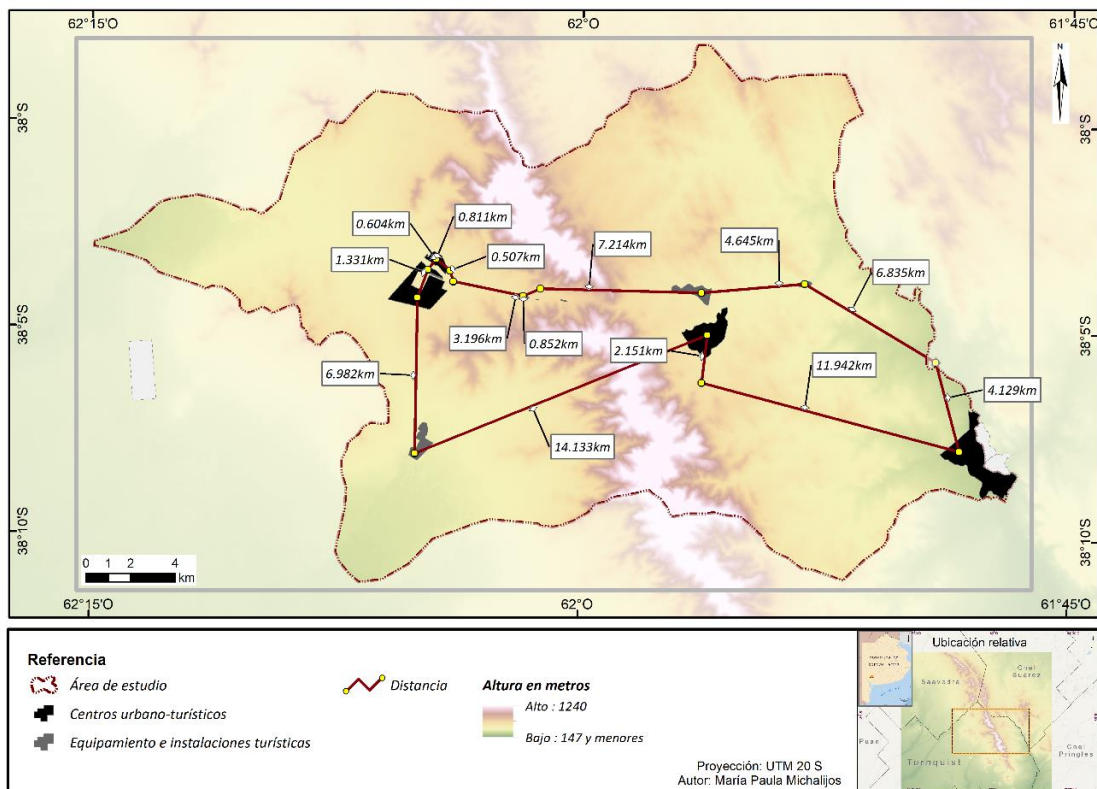 62°15'O
62°O
61°45'O
N
38°S
38°S
0.604km
0.811km
1.331km
0.507km
7.214km
4.645km
6.835km
38°5'S
38°5'S
3.196km
0.852km
2.151km
6.982km
11.942km
4.129km
14.133km
38°10'S
38°10'S
0 1 2 4
km
62°15'O
62°O
61°45'O
Referencia
Área de estudio
Centros urbano-turísticos
Equipamiento e instalaciones turísticas
Distancia
Altura en metros
Alto : 1240
Bajo : 147 y menores
Proyección: UTM 20 S
Autor: María Paula Michalijos
Ubicación relativa
Saavedra
Cnel
Suárez
Puan
Tornquist
Cnel
Pringles